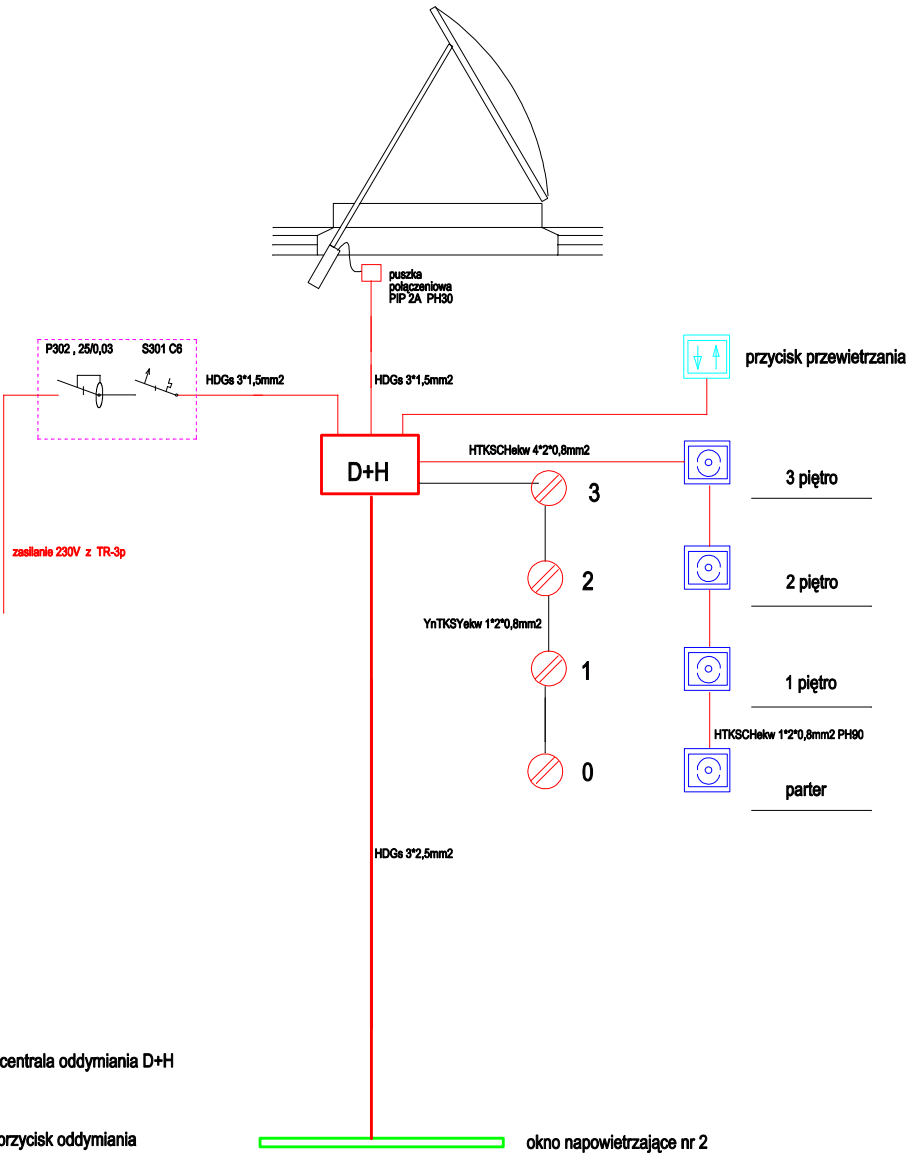 puszka
połączeniowa
PIP 2A PH30
P302 , 25/0,03
S301 C6
HDGs 3*1,5mm2
HDGs 3*1,5mm2
przycisk przewietrzania
HTKSCHekw 4*2*0,8mm2
D+H
3
3 piętro
zasilanie 230V z TR-3p
2
2 piętro
YnTKSYekw 1*2*0,8mm2
1
1 piętro
HTKSCHekw 1*2*0,8mm2 PH90
0
parter
HDGs 3*2,5mm2
centrala oddymiania D+H
przycisk oddymiania
okno napowietrzające nr 2